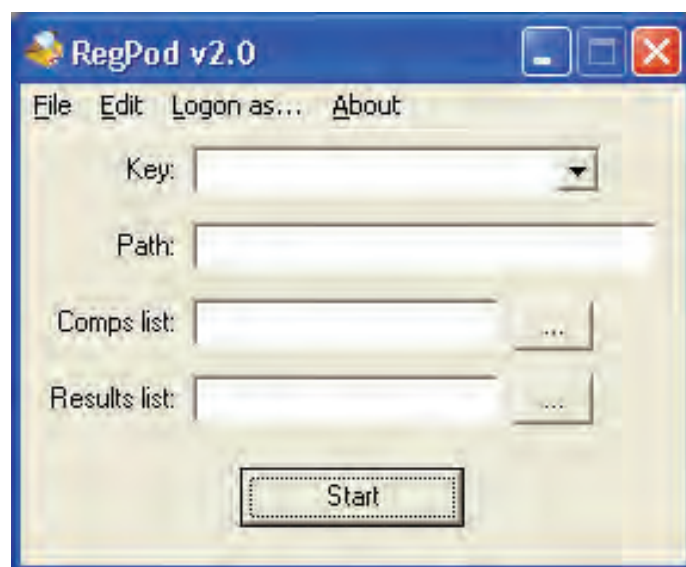 RegPod v2.0
File Edit Logon as... About
Key:
Path:
Comps list: ...
Results list: ...
Start